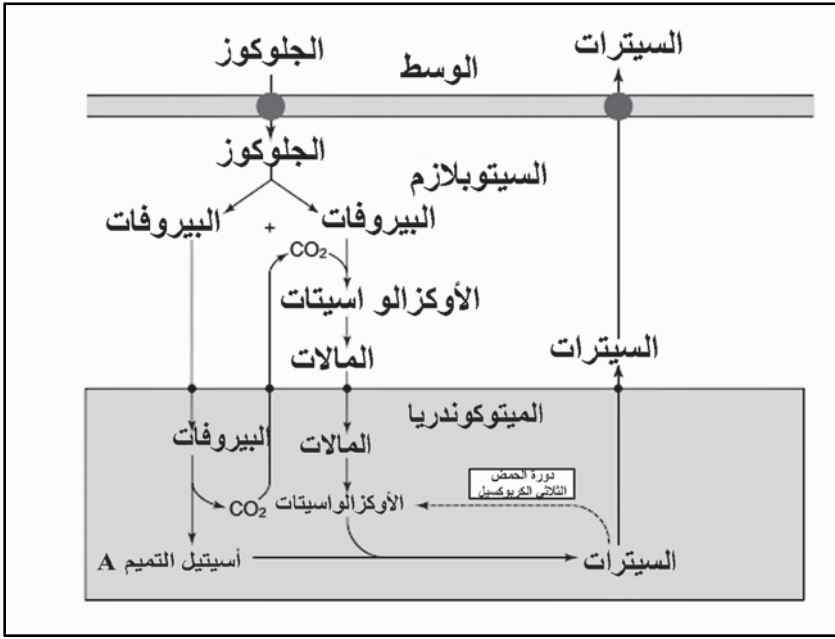 الجلوكوز
السيترات
الوسط
الجلوكوز
السيتوبلازم
البيروفات
+
البيروفات
CO2
الأوكزالو اسيتات
المالات
السيترات
الميتوكوندريا
البيروفات
المالات
دورة الحمض
الثلاثي الكربوكسيل
CO2
الأوكزالواسيتات
أسيتيل التميم A
السيترات